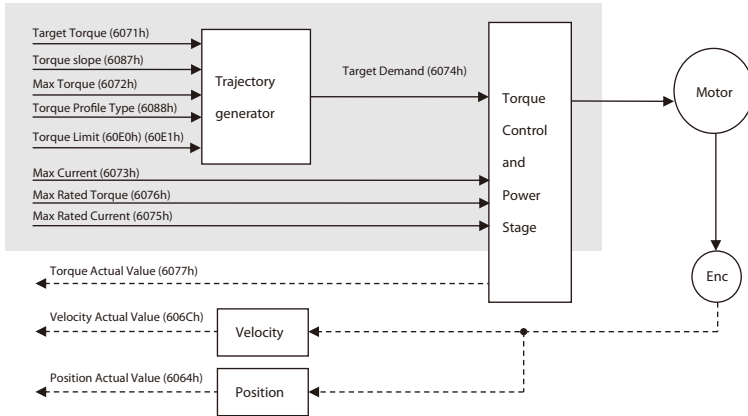 Target Torque (6071h)
Torque slope (6087h)
Max Torque (6072h)
Torque Profile Type (6088h)
Torque Limit (60E0h) (60E1h)
Trajectory
generator
Target Demand (6074h)
Max Current (6073h)
Max Rated Torque (6076h)
Max Rated Current (6075h)
Torque
Control
and
Power
Stage
Motor
Enc
Torque Actual Value (6077h)
Velocity Actual Value (606Ch)
Velocity
Position Actual Value (6064h)
Position